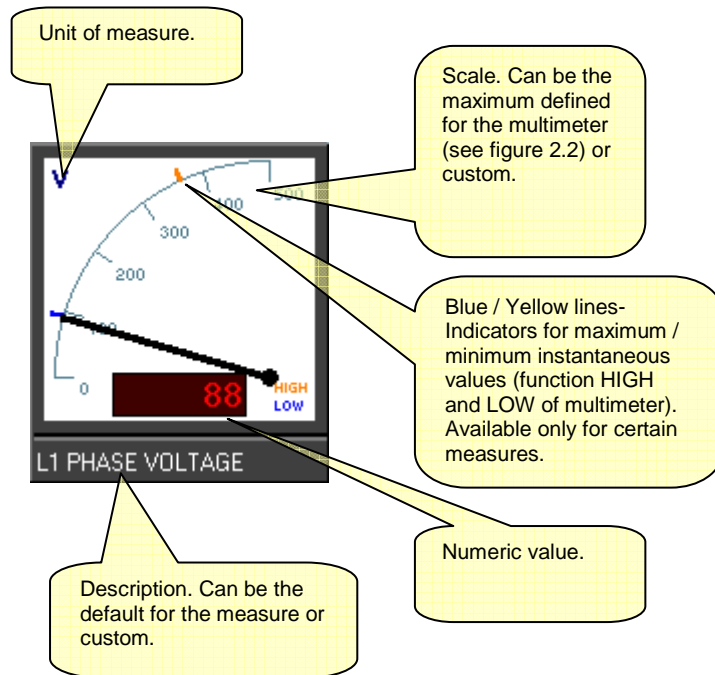 Unit of measure.
Scale. Can be the
maximum defined
for the multimeter
(see figure 2.2) or
custom.
V
500
400
300
200
100
0
88
HIGH
LOW
L1 PHASE VOLTAGE
Blue / Yellow lines-
Indicators for maximum /
minimum instantaneous
values (function HIGH
and LOW of multimeter).
Available only for certain
measures.
Numeric value.
Description. Can be the
default for the measure or
custom.